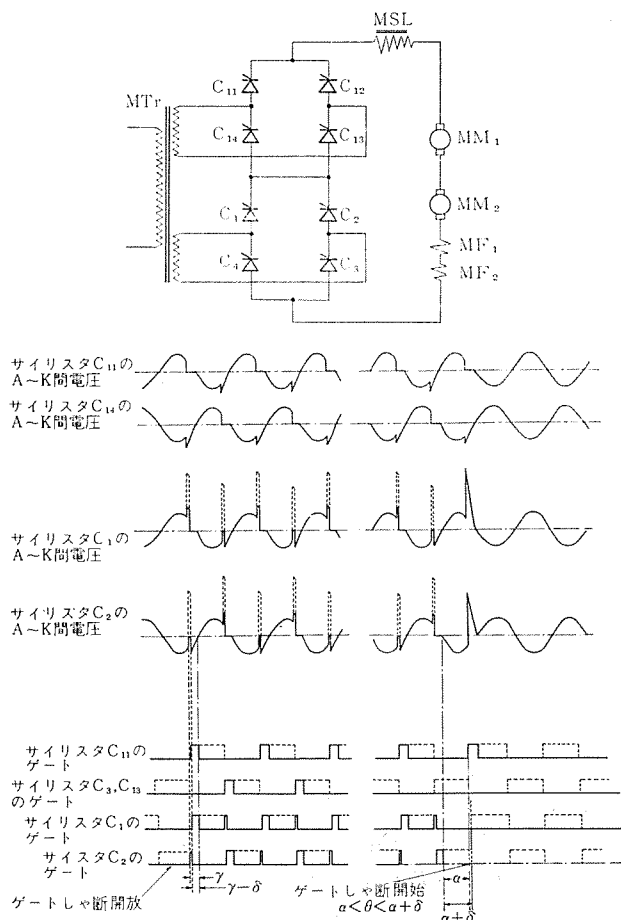 MSL
C₁₁
C₁₂
MTr
C₁₄
C₁₃
MM₁
C₁
C₂
MM₂
C₄
C₃
MF₁
MF₂
サイリスタC₁₁の
A～K間電圧
サイリスタC₁₄の
A～K間電圧
サイリスタC₁の
A～K間電圧
サイリスタC₂の
A～K間電圧
サイリスタC₁₁の
ゲート
サイリスタC₃,C₁₃
のゲート
サイリスタC₁の
ゲート
サイスタC₂の
ゲート
γ
γ－δ
ゲートしゃ断開放
ゲートしゃ断開始
α<θ<α+δ
α
α+δ